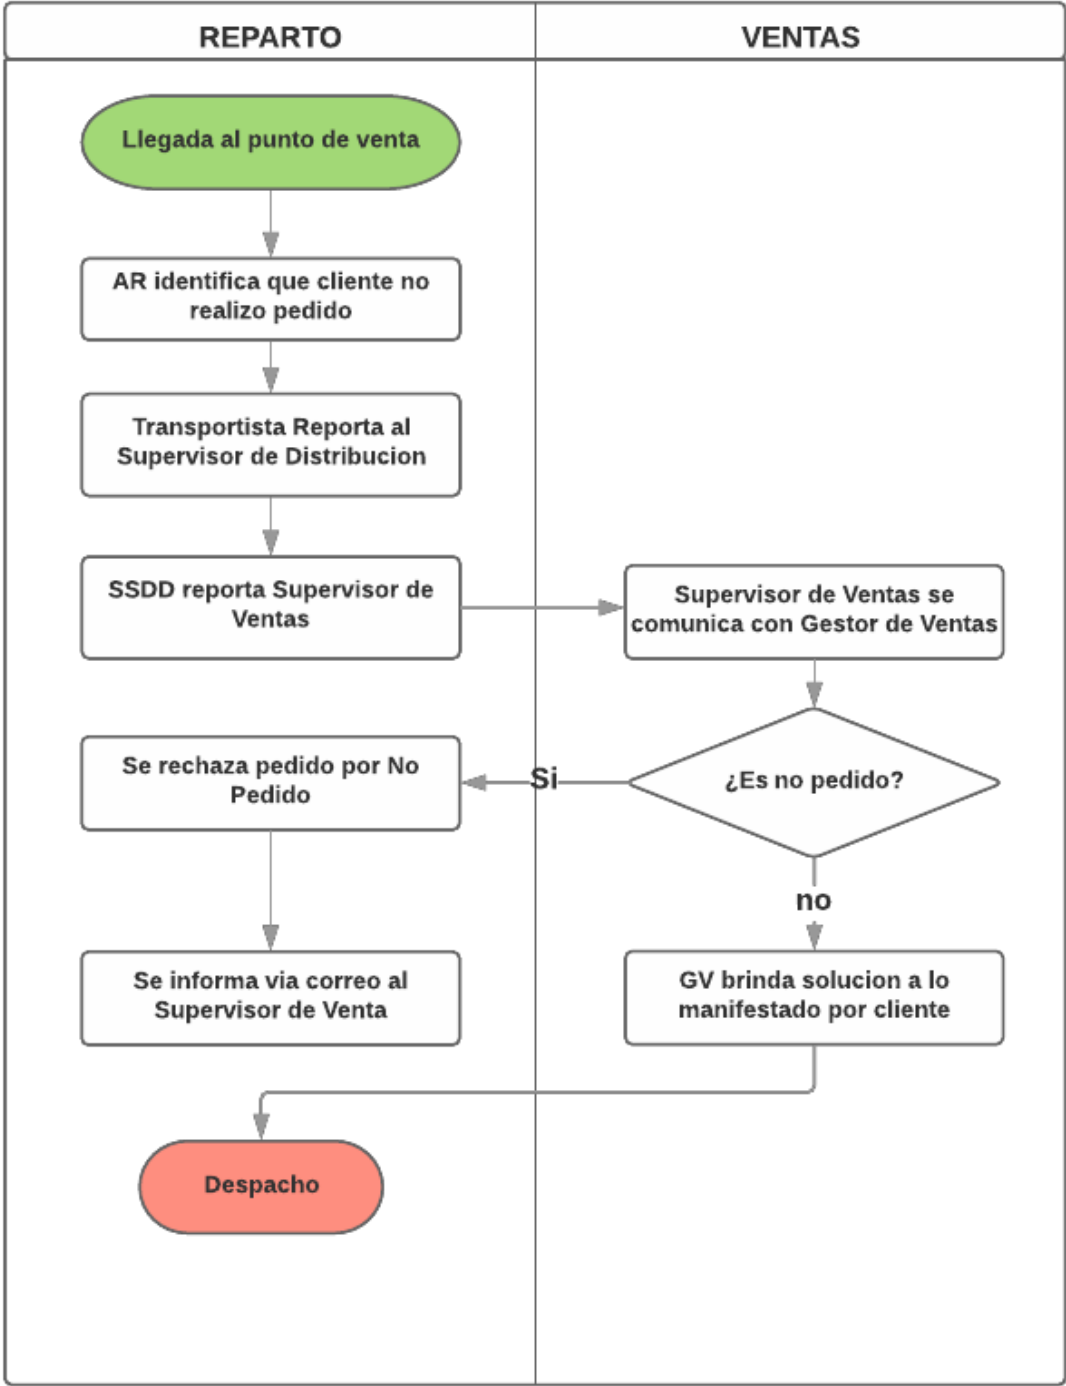 REPARTO
VENTAS
Llegada al punto de venta
AR identifica que cliente no
realizo pedido
Transportista Reporta al
Supervisor de Distribucion
SSDD reporta Supervisor de
Ventas
Supervisor de Ventas se
comunica con Gestor de Ventas
¿Es no pedido?
Si
Se rechaza pedido por No
Pedido
no
Se informa via correo al
Supervisor de Venta
GV brinda solucion a lo
manifestado por cliente
Despacho